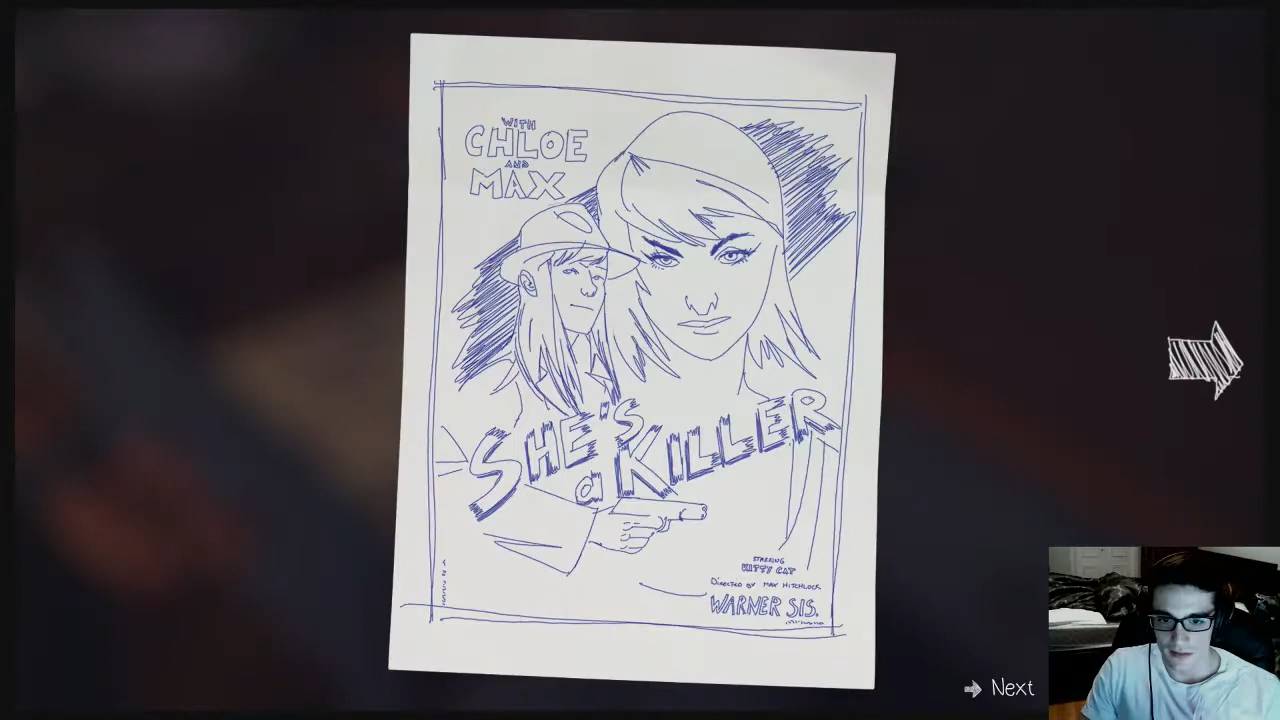 WITH
CHLOE
AND
MAX
SHE'S
a KILLER
STARRING
KITTY CAT
DIRECTED BY MAX HITCHLOCK
WARNER SIS.
Next